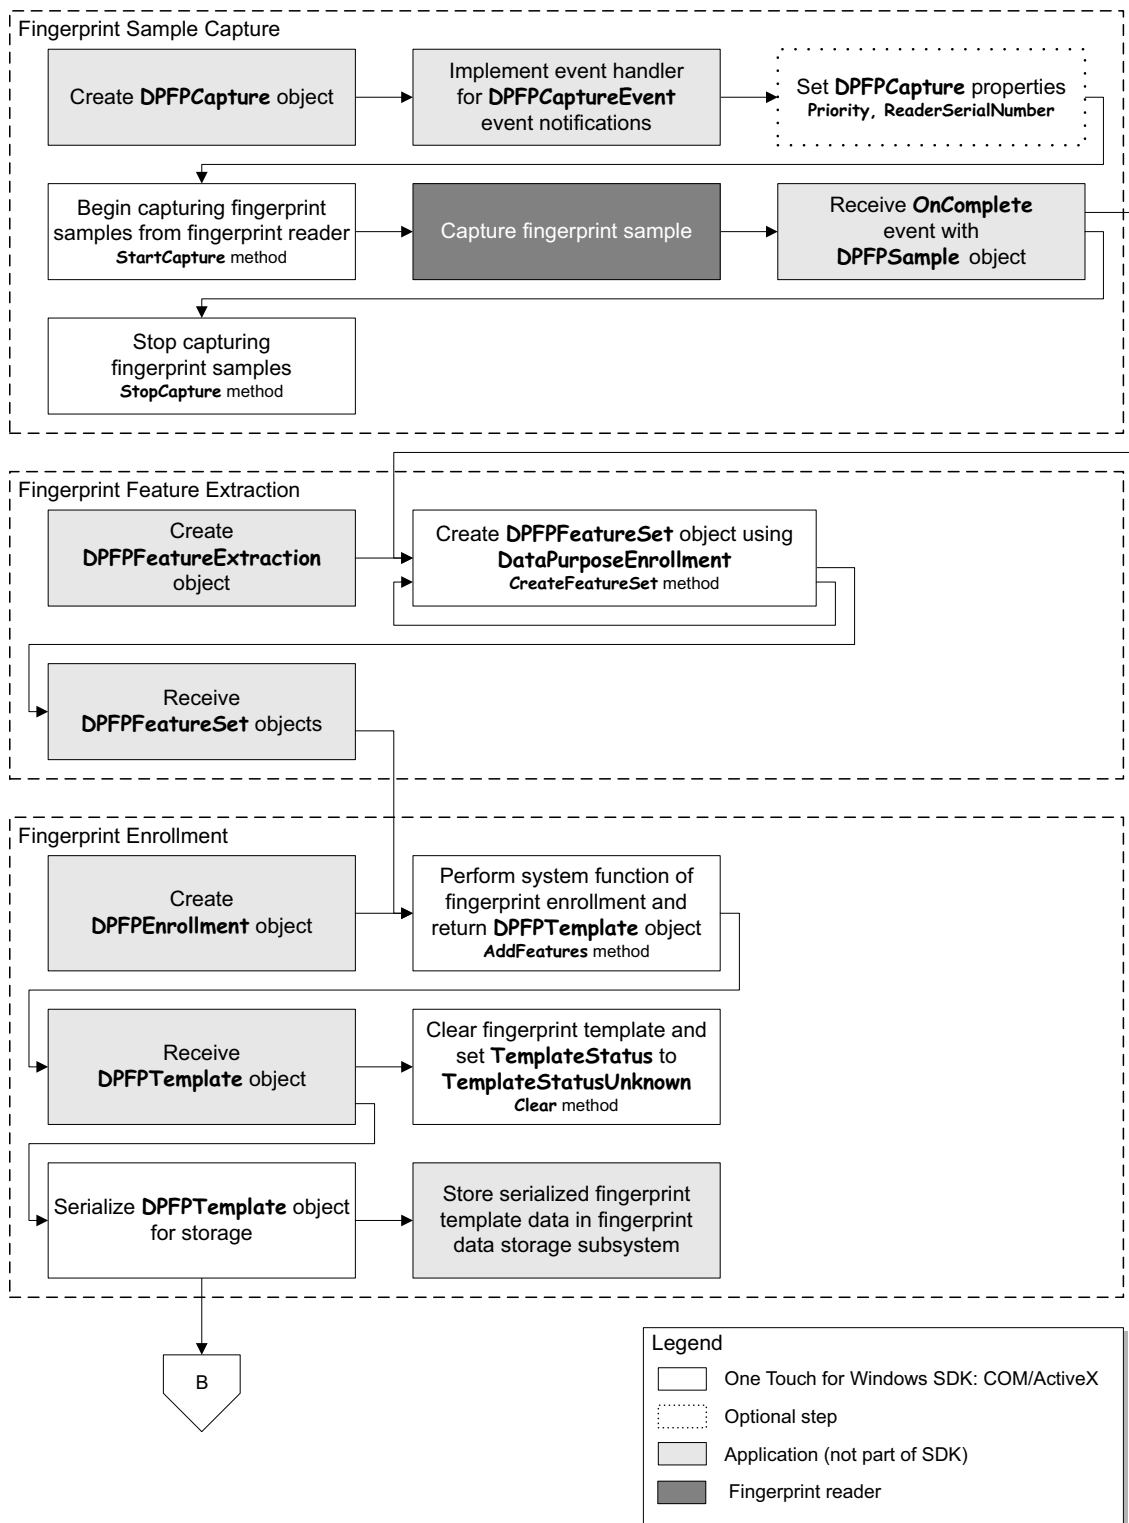 Fingerprint Sample Capture
Create DPFPCapture object
Implement event handler
for DPFPCaptureEvent
event notifications
Set DPFPCapture properties
Priority, ReaderSerialNumber
Begin capturing fingerprint
samples from fingerprint reader
StartCapture method
Capture fingerprint sample
Receive OnComplete
event with
DPFPSample object
Stop capturing
fingerprint samples
StopCapture method
Fingerprint Feature Extraction
Create
DPFPFeatureExtraction
object
Create DPFPFeatureSet object using
DataPurposeEnrollment
CreateFeatureSet method
Receive
DPFPFeatureSet objects
Fingerprint Enrollment
Create
DPFPEnrollment object
Perform system function of
fingerprint enrollment and
return DPFPTemplate object
AddFeatures method
Receive
DPFPTemplate object
Clear fingerprint template and
set TemplateStatus to
TemplateStatusUnknown
Clear method
Serialize DPFPTemplate object
for storage
Store serialized fingerprint
template data in fingerprint
data storage subsystem
B
Legend
One Touch for Windows SDK: COM/ActiveX
Optional step
Application (not part of SDK)
Fingerprint reader